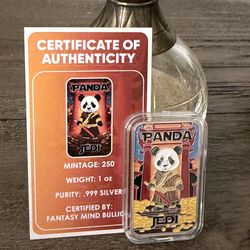 CERTIFICATE OF
AUTHENTICITY
PANDA
JEDI
MINTAGE: 250
WEIGHT: 1 oz
PURITY: .999 SILVER
CERTIFIED BY:
FANTASY MIND BULLIO
PANDA
JEDI